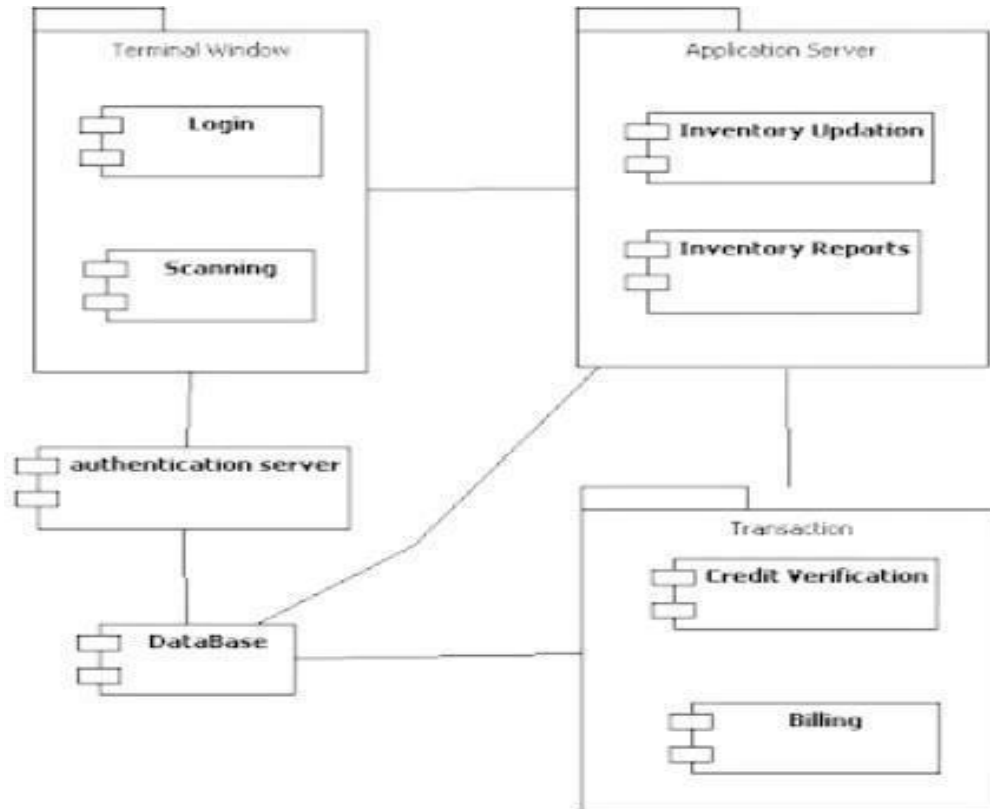 Terminal Window
Login
Scanning
Application Server
Inventory Updation
Inventory Reports
authentication server
DataBase
Transaction
Credit Verification
Billing